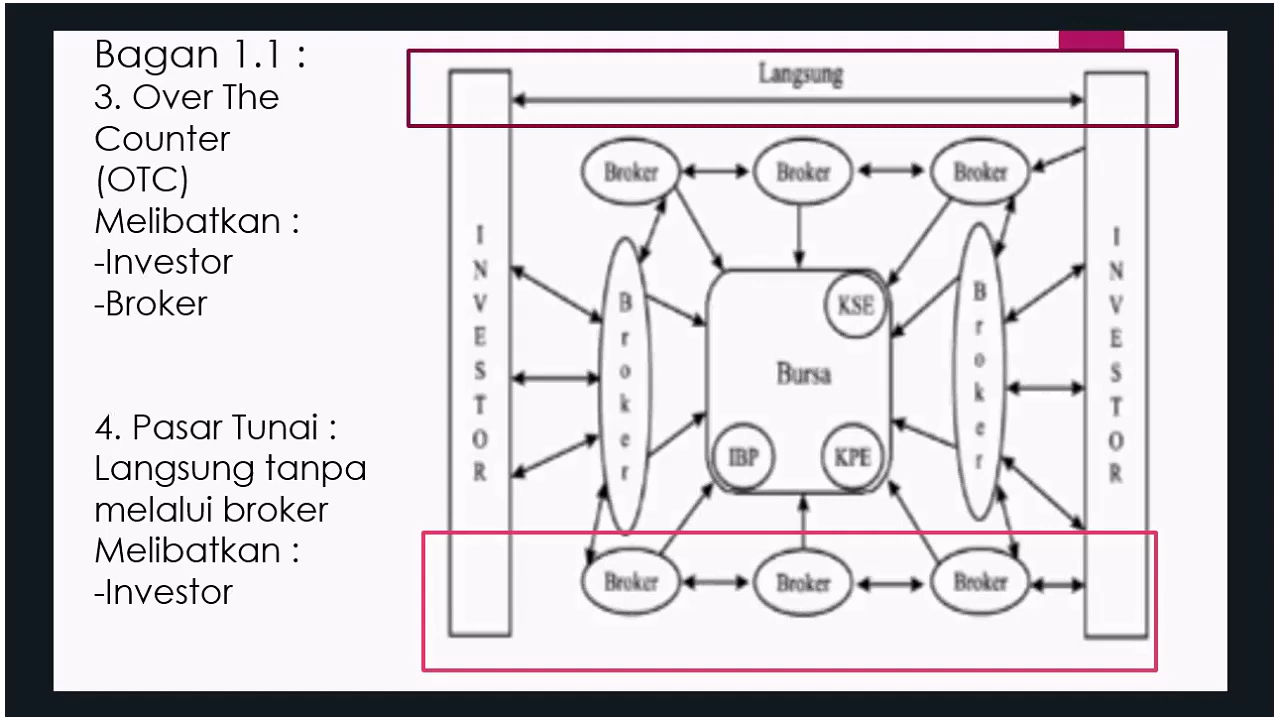 Bagan 1.1 :
3. Over The
Counter
(OTC)
Melibatkan :
-Investor
-Broker
4. Pasar Tunai :
Langsung tanpa
melalui broker
Melibatkan :
-Investor
Langsung
INVESTOR
Broker
Broker
Broker
Broker
KSE
Bursa
IBP
KPE
Broker
INVESTOR
Broker
Broker
Broker